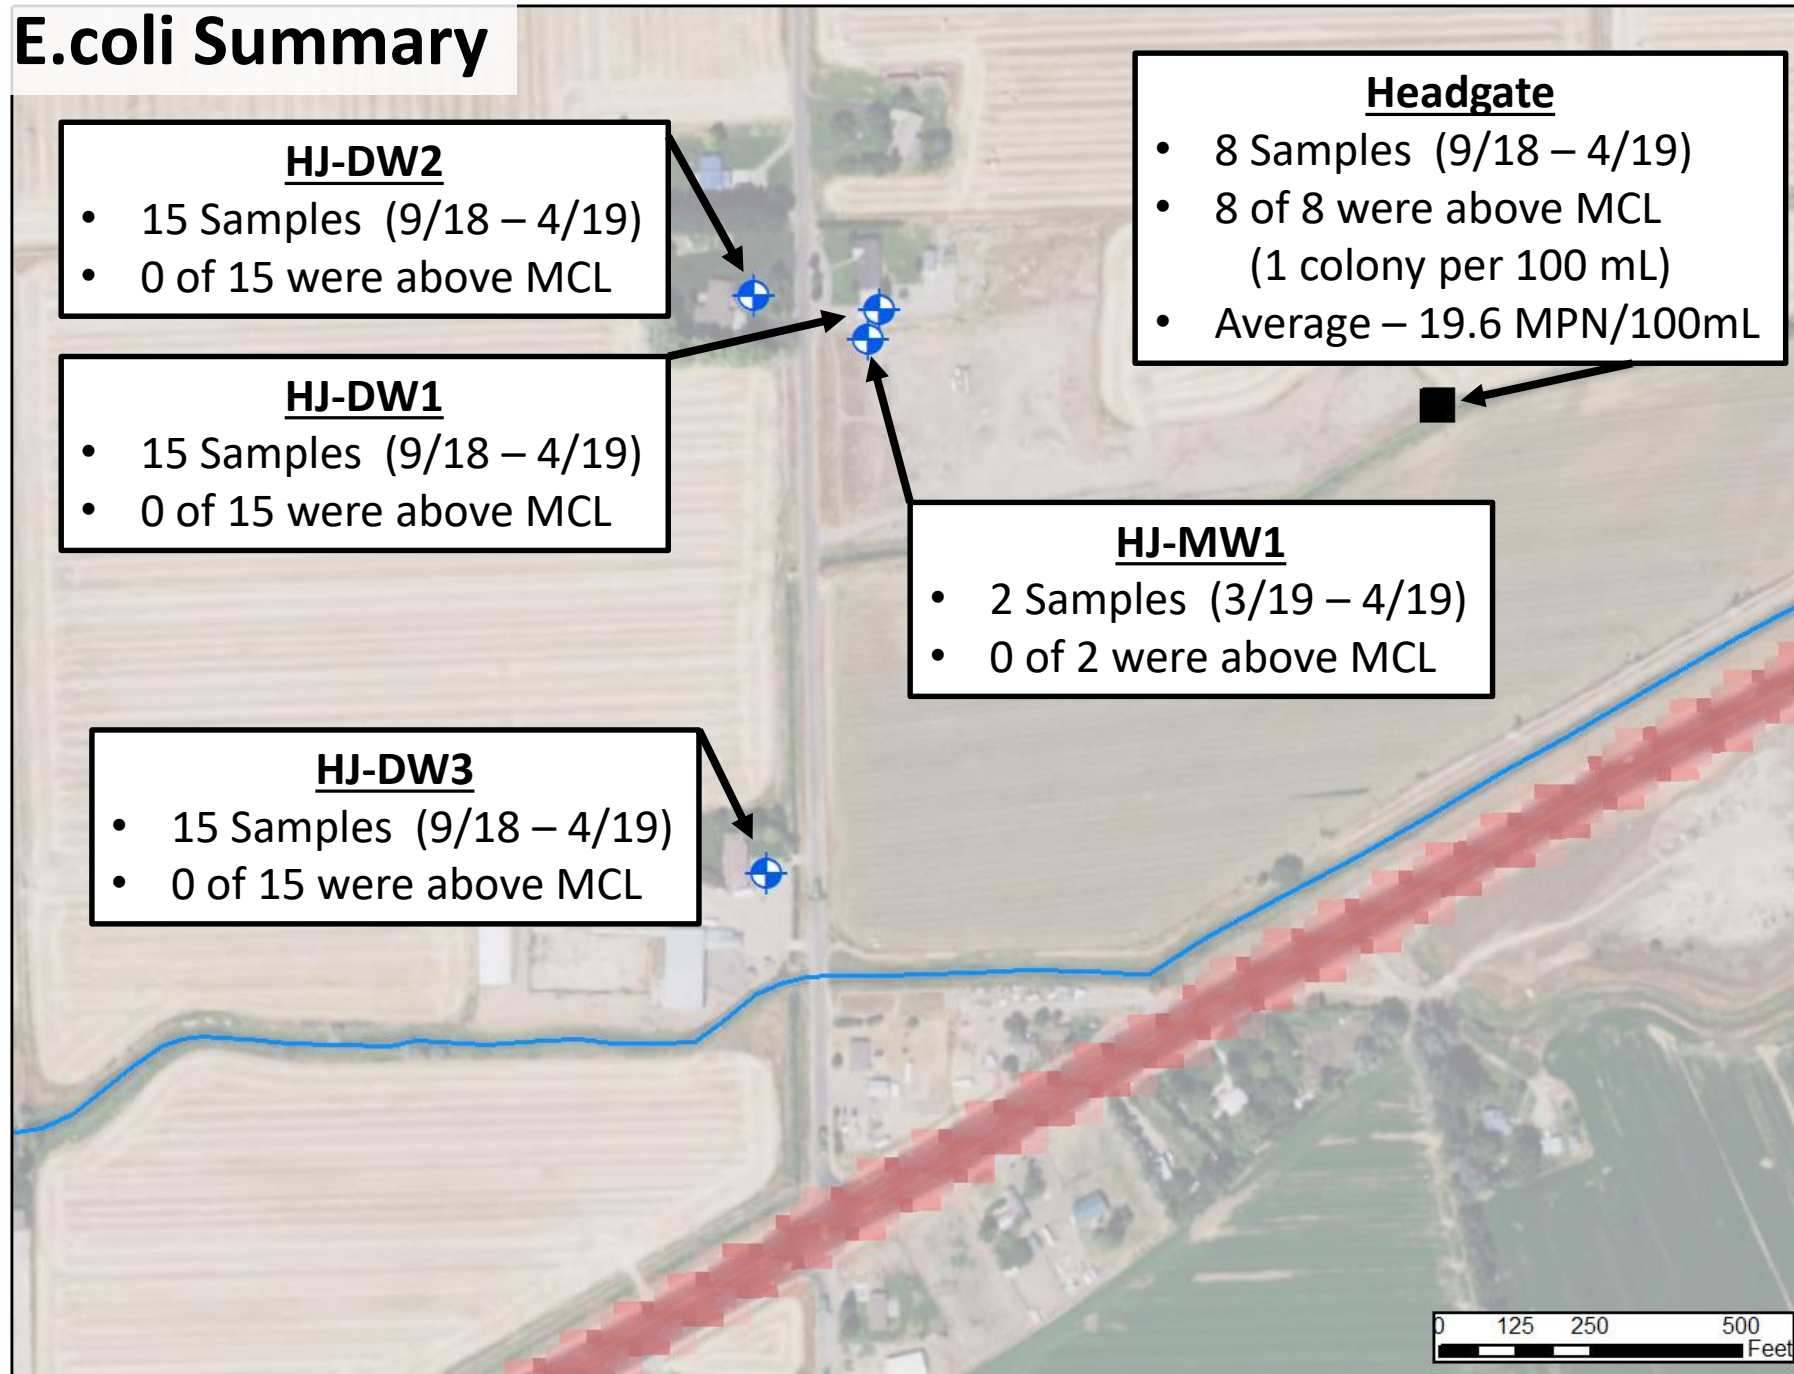 E.coli Summary
HJ-DW2
• 15 Samples (9/18 – 4/19)
• 0 of 15 were above MCL
HJ-DW1
• 15 Samples (9/18 – 4/19)
• 0 of 15 were above MCL
Headgate
• 8 Samples (9/18 – 4/19)
• 8 of 8 were above MCL
(1 colony per 100 mL)
• Average – 19.6 MPN/100mL
HJ-MW1
• 2 Samples (3/19 – 4/19)
• 0 of 2 were above MCL
HJ-DW3
• 15 Samples (9/18 – 4/19)
• 0 of 15 were above MCL
0 125 250 500
Feet